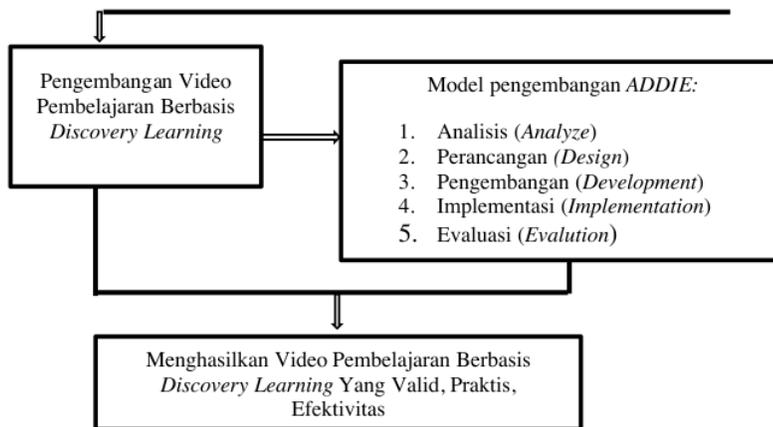 Pengembangan Video
Pembelajaran Berbasis
Discovery Learning
Model pengembangan ADDIE:
1. Analisis (Analyze)
2. Perancangan (Design)
3. Pengembangan (Development)
4. Implementasi (Implementation)
5. Evaluasi (Evalution)
Menghasilkan Video Pembelajaran Berbasis
Discovery Learning Yang Valid, Praktis,
Efektivitas